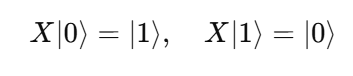 X|0⟩ = |1⟩, X|1⟩ = |0⟩